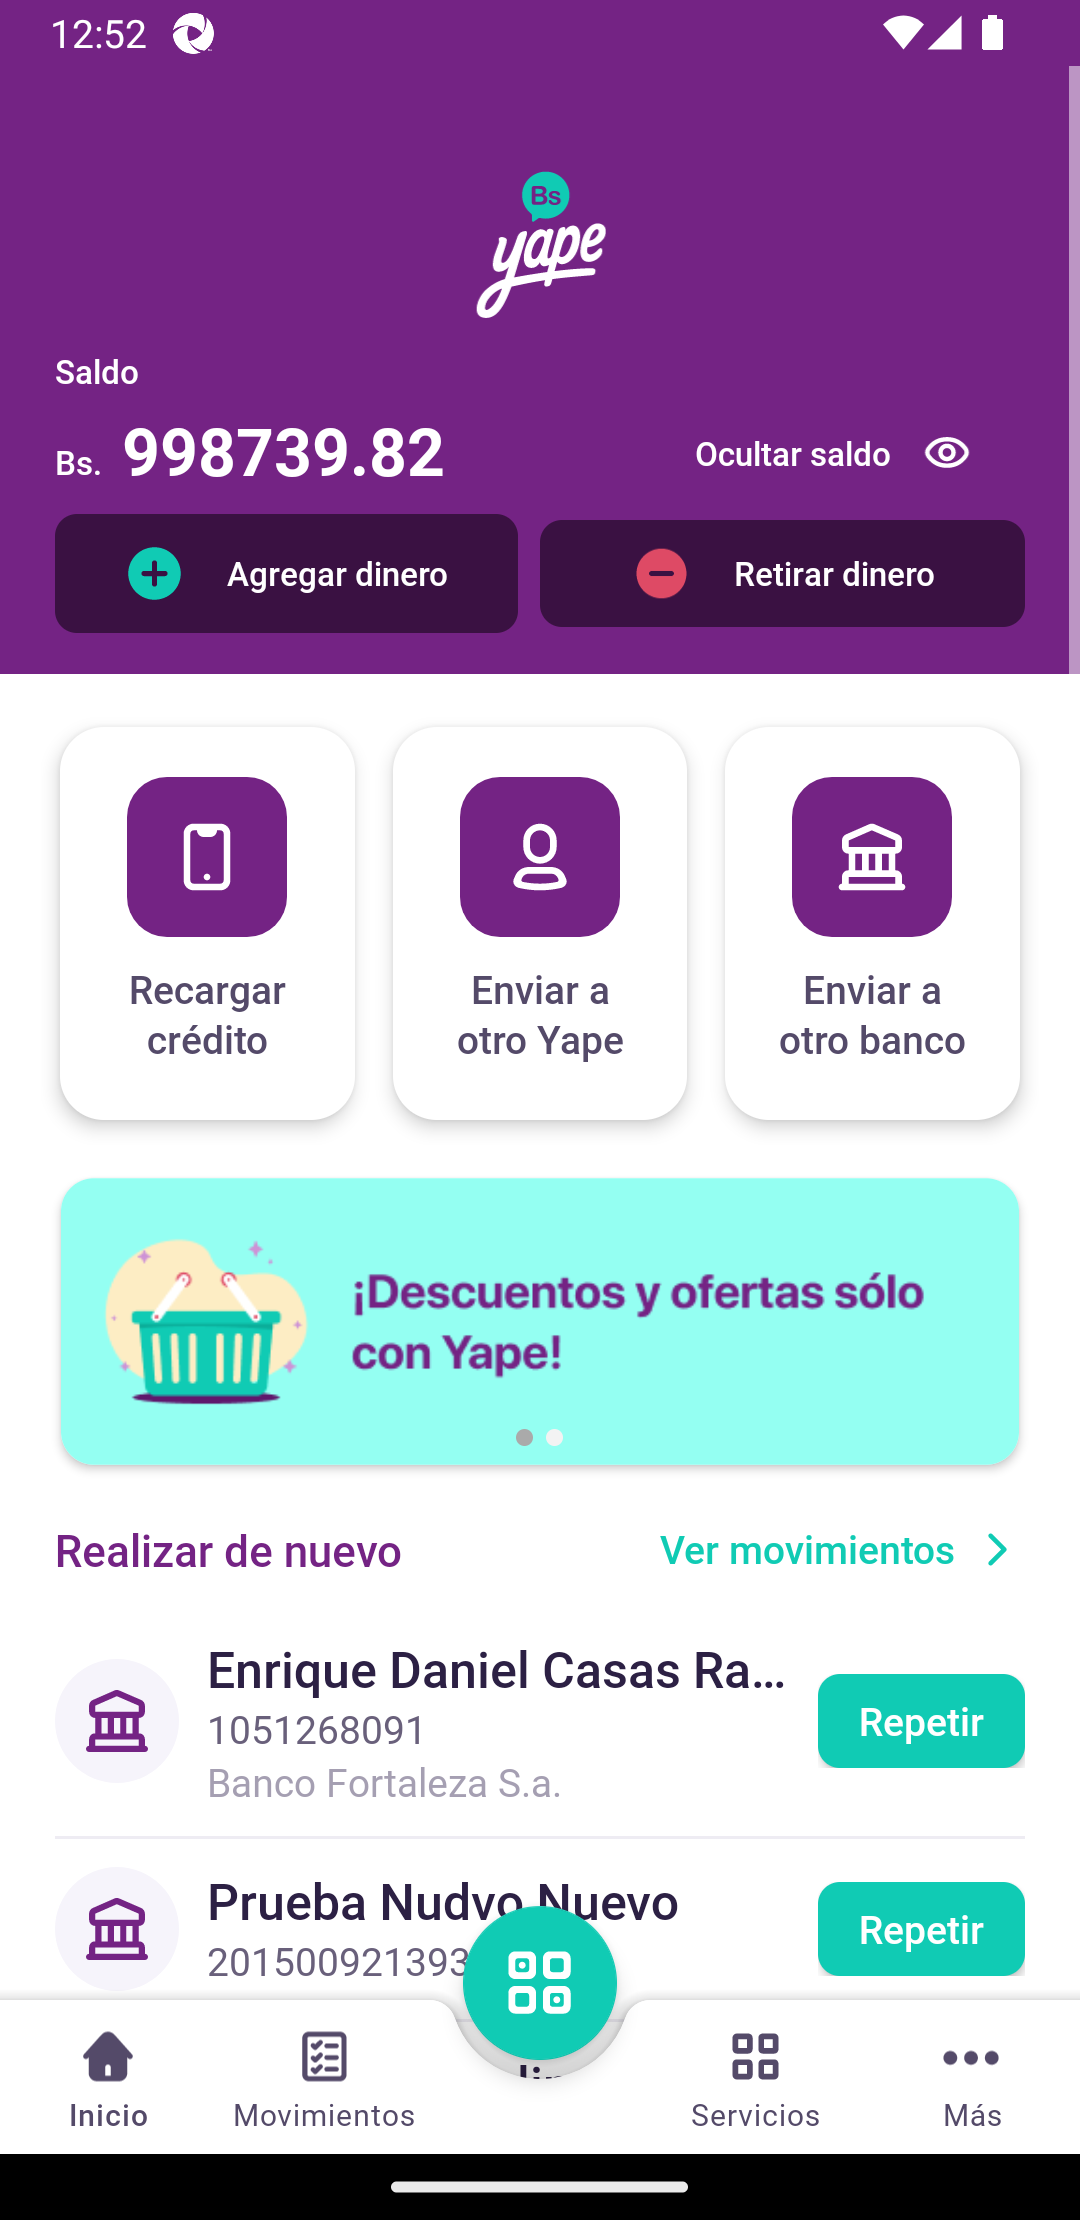 12:52
Bs
yape
Saldo
Bs. 998739.82
Ocultar saldo
Agregar dinero
Retirar dinero
Recargar
crédito
Enviar a
otro Yape
Enviar a
otro banco
¡Descuentos y ofertas sólo
con Yape!
Realizar de nuevo
Ver movimientos
Enrique Daniel Casas Ra...
1051268091
Banco Fortaleza S.a.
Repetir
Prueba Nudvo Nuevo
201500921393
Repetir
Inicio
Movimientos
Servicios
Más